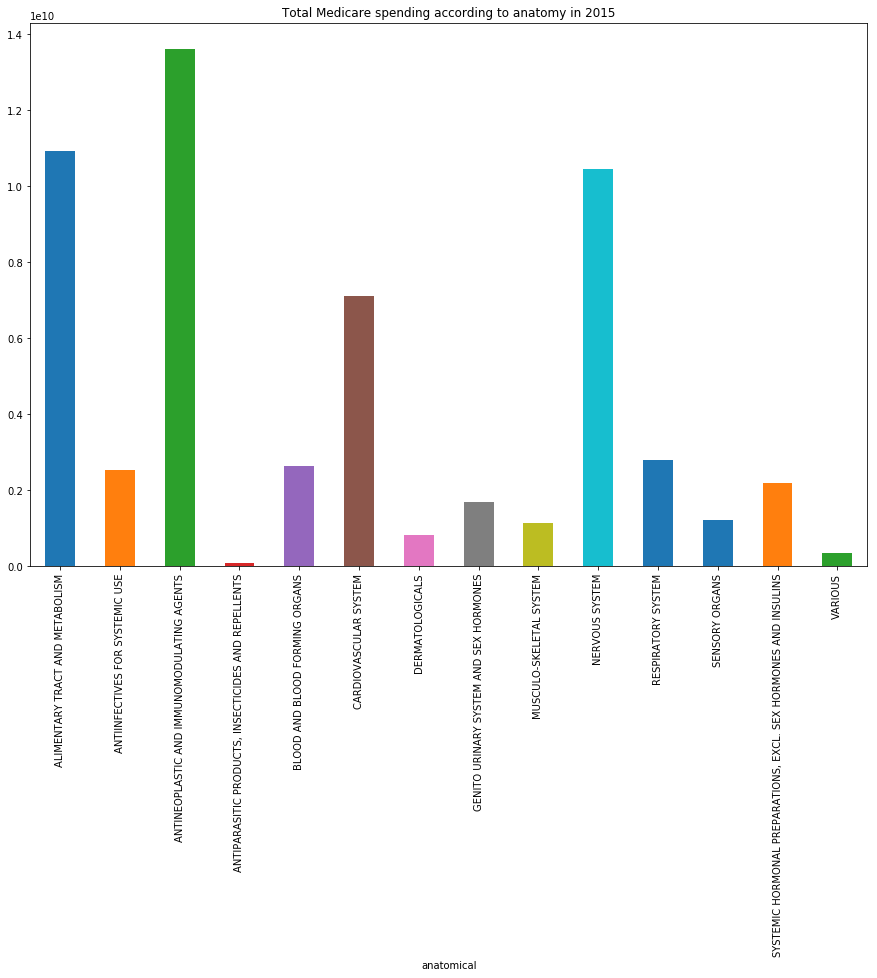 Total Medicare spending according to anatomy in 2015
1e10
1.4
1.2
1.0
0.8
0.6
0.4
0.2
0.0
ALIMENTARY TRACT AND METABOLISM
ANTIINFECTIVES FOR SYSTEMIC USE
ANTINEOPLASTIC AND IMMUNOMODULATING AGENTS
ANTIPARASITIC PRODUCTS, INSECTICIDES AND REPELLENTS
BLOOD AND BLOOD FORMING ORGANS
CARDIOVASCULAR SYSTEM
DERMATOLOGICALS
GENITO URINARY SYSTEM AND SEX HORMONES
MUSCULO-SKELETAL SYSTEM
NERVOUS SYSTEM
RESPIRATORY SYSTEM
SENSORY ORGANS
SYSTEMIC HORMONAL PREPARATIONS, EXCL. SEX HORMONES AND INSULINS
VARIOUS
anatomical